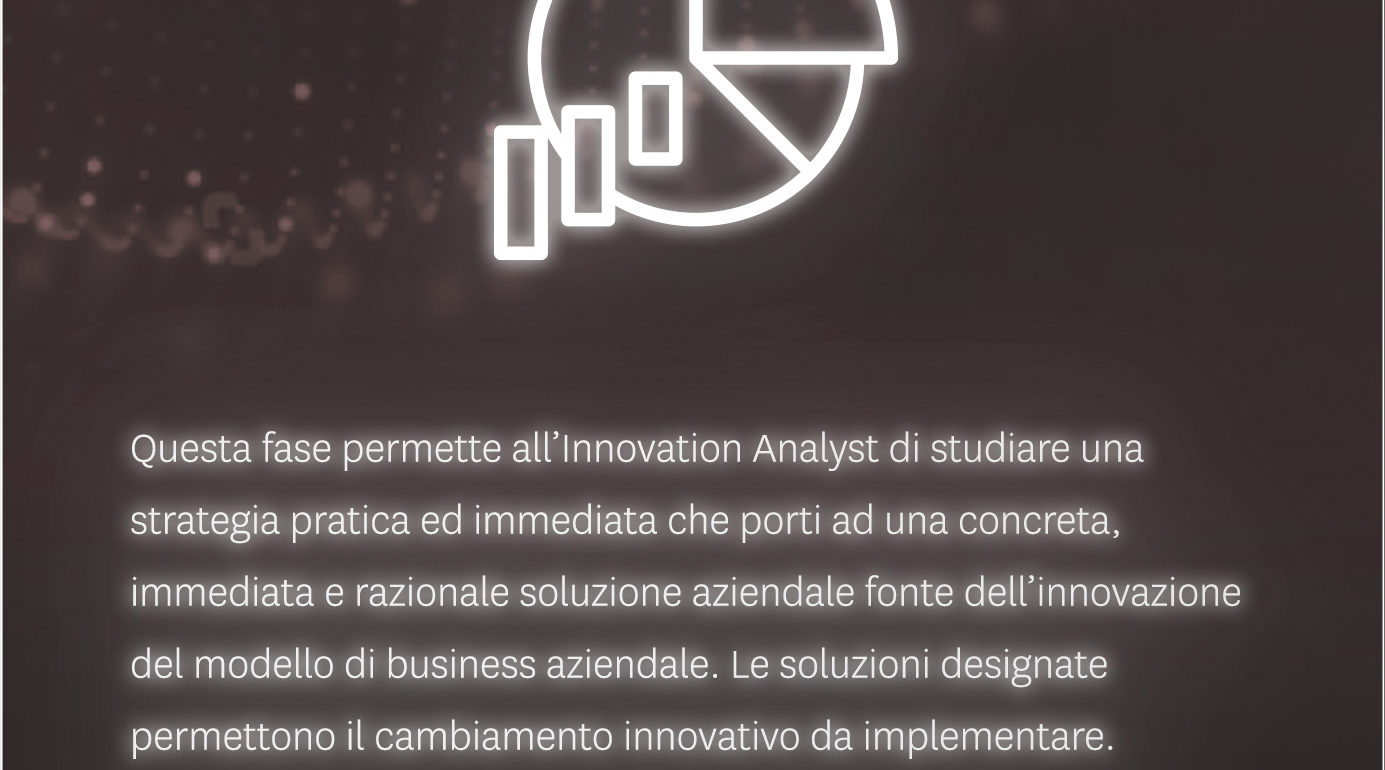 Questa fase permette all’Innovation Analyst di studiare una
strategia pratica ed immediata che porti ad una concreta,
immediata e razionale soluzione aziendale fonte dell’innovazione
del modello di business aziendale. Le soluzioni designate
permettono il cambiamento innovativo da implementare.